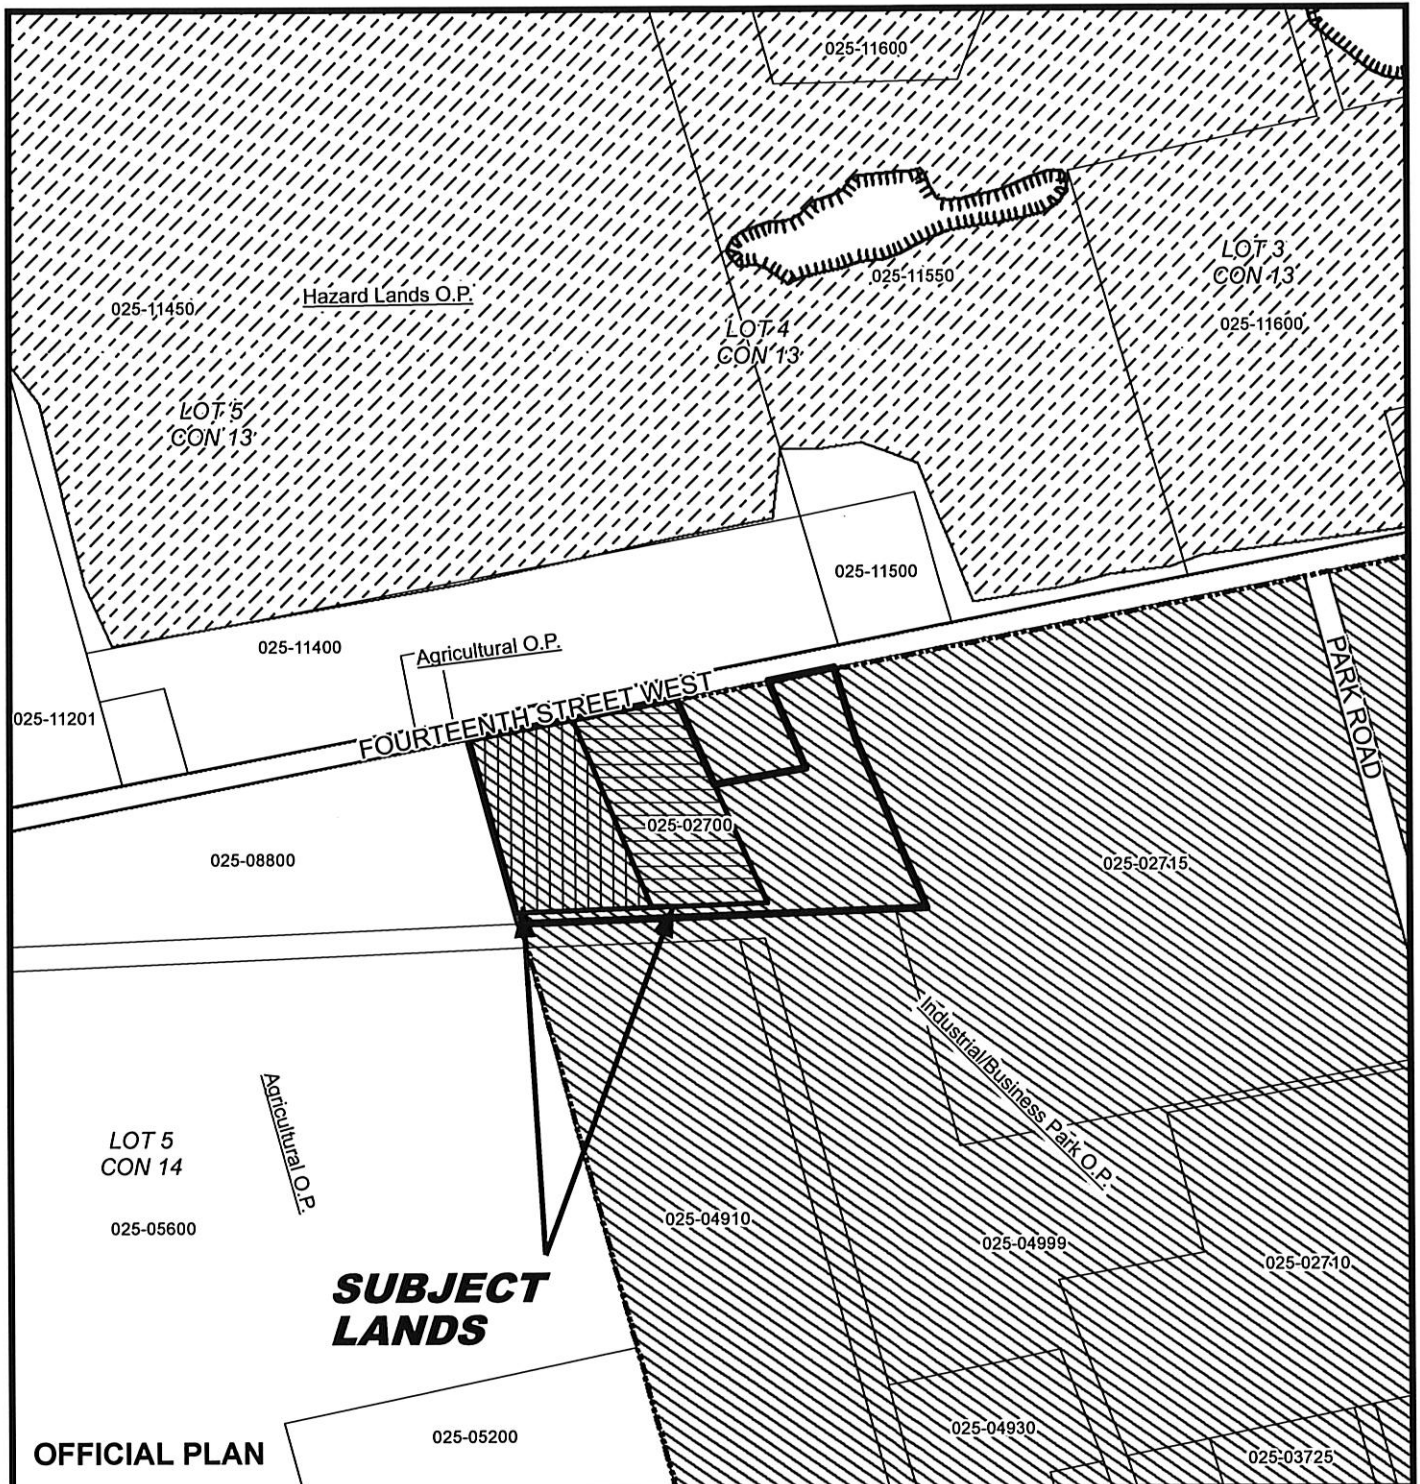 025-11600
LOT 3
CON 13
025-11550
025-11600
Hazard Lands O.P.
025-11450
LOT 4
CON 13
LOT 5
CON 13
025-11500
025-11400
Agricultural O.P.
PARK ROAD
025-11201
FOURTEENTH STREET WEST
025-02700
025-08800
025-02715
Industrial/Business Park O.P.
Agricultural O.P.
LOT 5
CON 14
025-05600
025-04910
025-04999
025-02710
SUBJECT
LANDS
025-04930
025-05200
OFFICIAL PLAN
025-03725